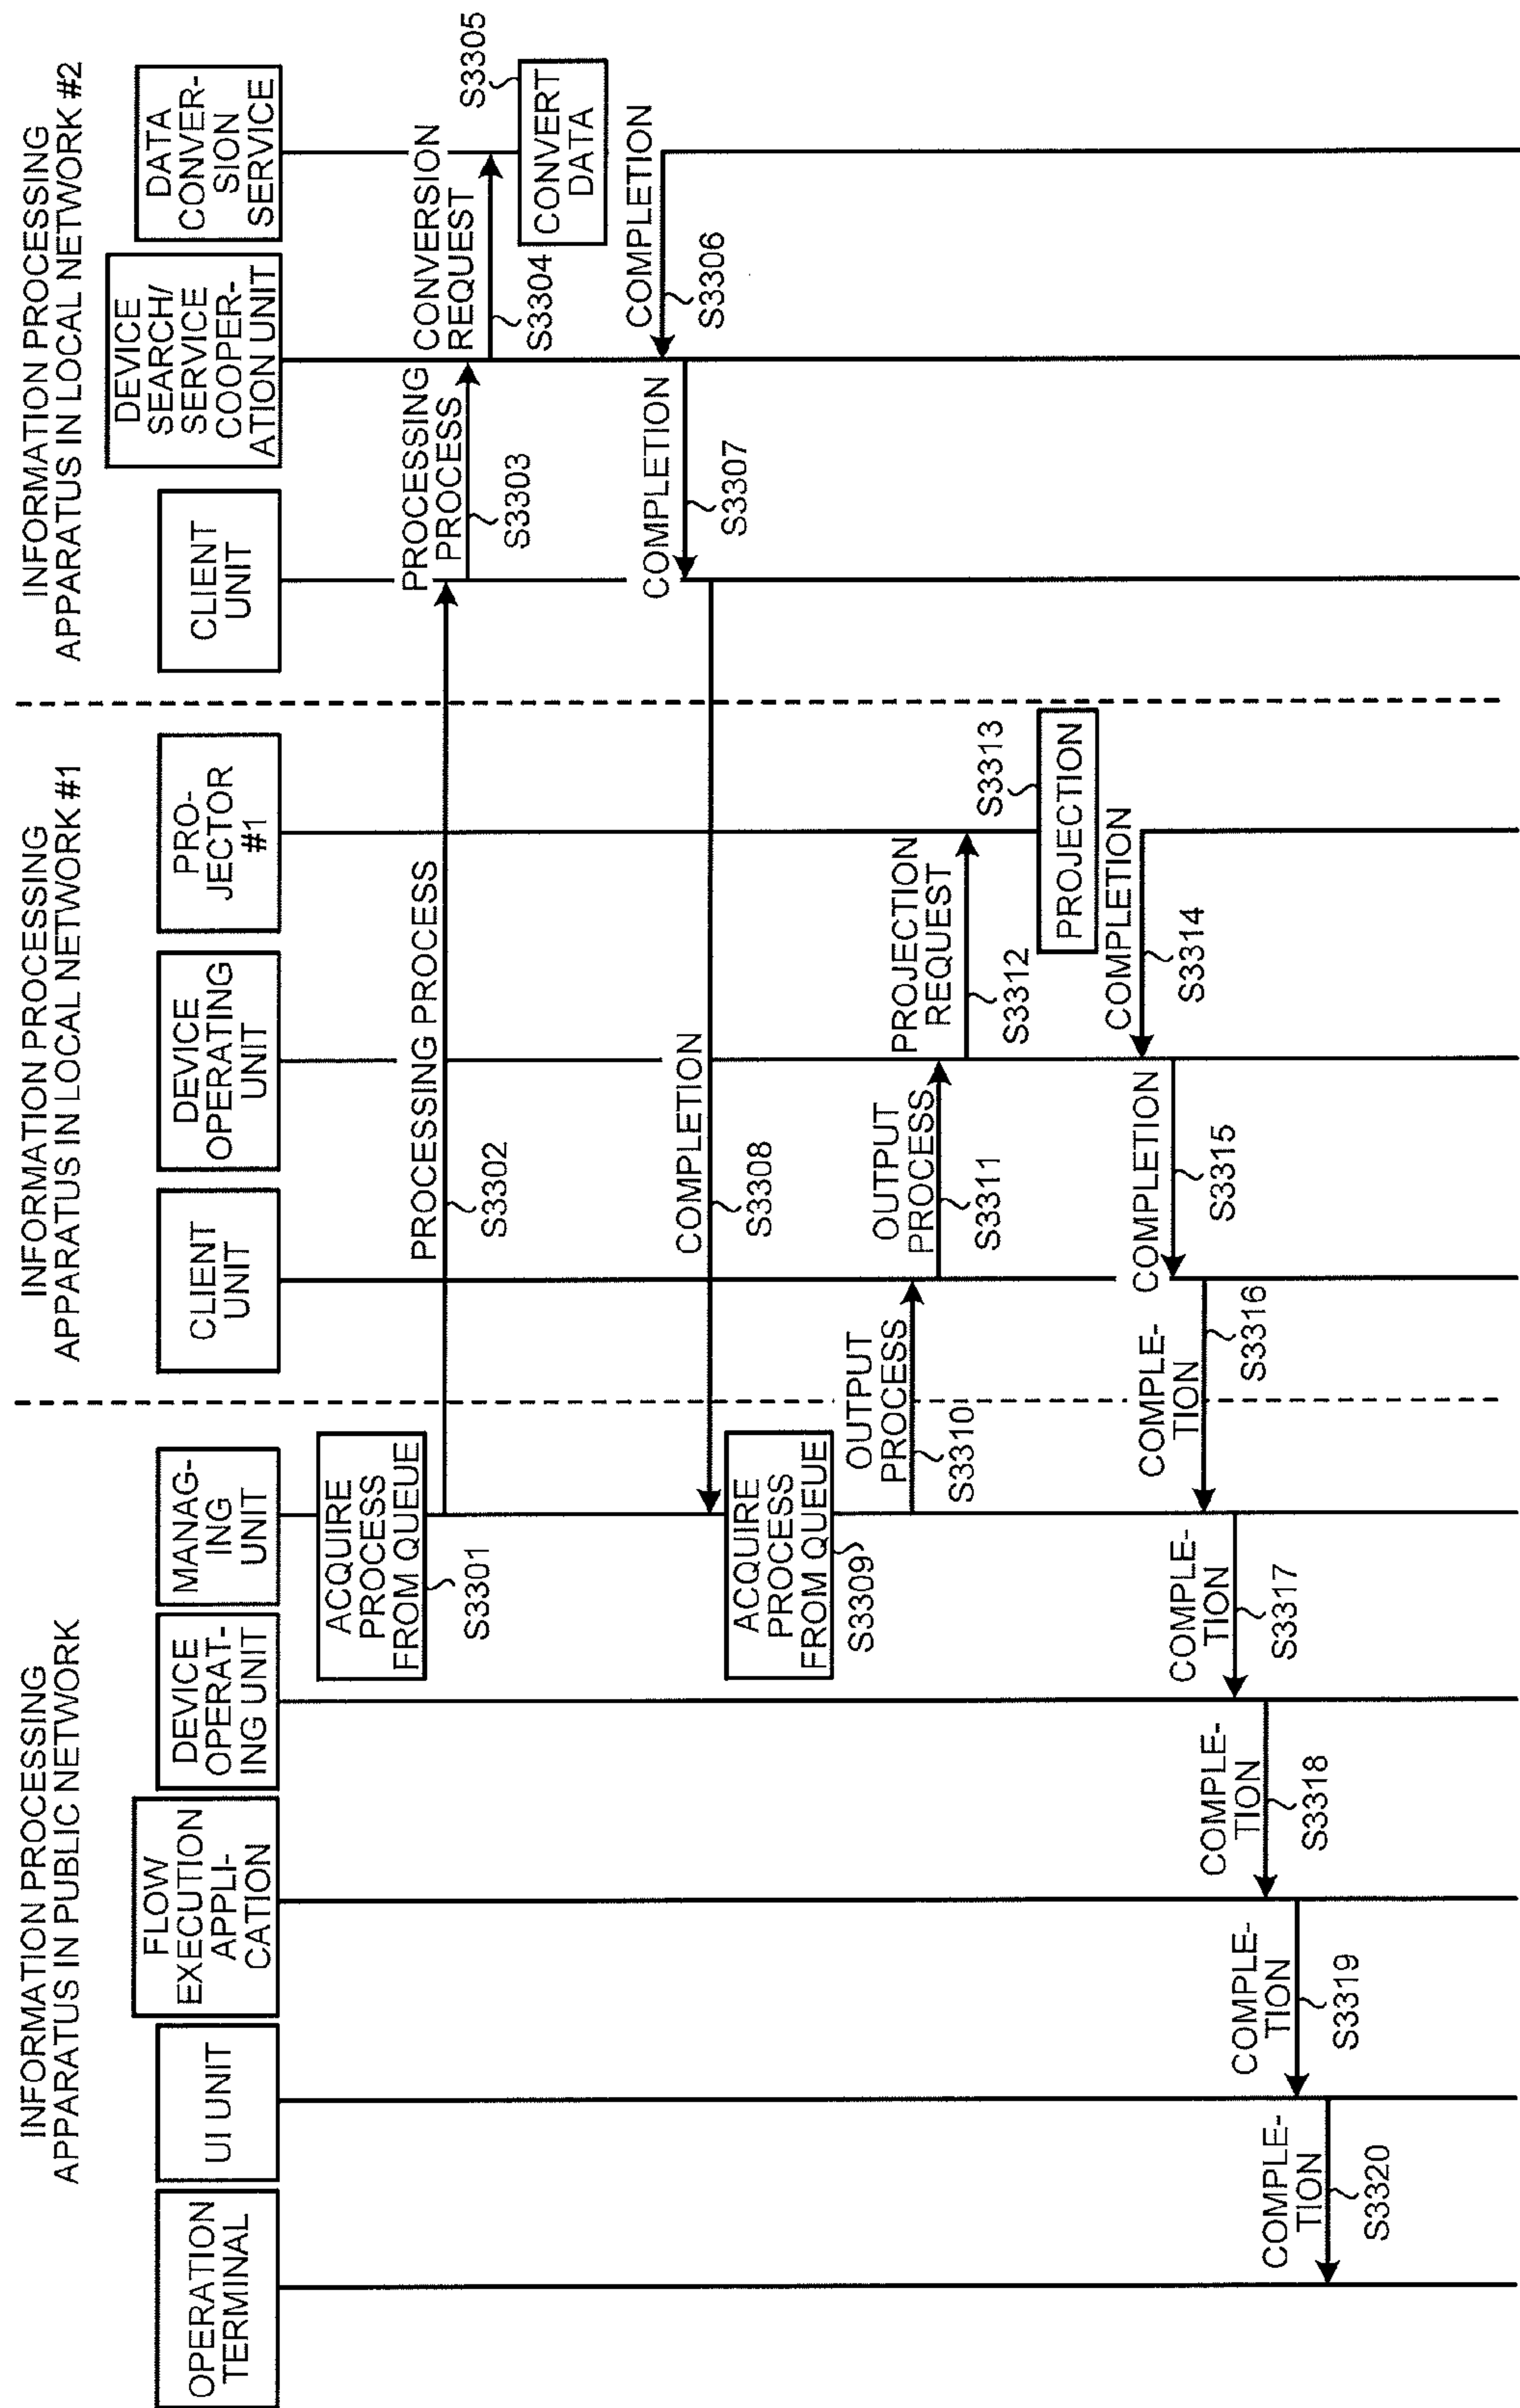 INFORMATION PROCESSING
APPARATUS IN PUBLIC NETWORK
INFORMATION PROCESSING
APPARATUS IN LOCAL NETWORK #1
INFORMATION PROCESSING
APPARATUS IN LOCAL NETWORK #2
OPERATION
TERMINAL
UI UNIT
FLOW
EXECUTION
APPLI-
CATION
DEVICE
OPERAT-
ING UNIT
MANAG-
ING
UNIT
CLIENT
UNIT
DEVICE
OPERATING
UNIT
PRO-
JECTOR
#1
CLIENT
UNIT
DEVICE
SEARCH/
SERVICE
COOPER-
ATION UNIT
DATA
CONVER-
SION
SERVICE
ACQUIRE
PROCESS
FROM QUEUE
S3301
PROCESSING PROCESS
S3302
PROCESSING
PROCESS
S3303
CONVERSION
REQUEST
S3304
S3305
CONVERT
DATA
COMPLETION
S3306
COMPLETION
S3307
COMPLETION
S3308
ACQUIRE
PROCESS
FROM QUEUE
S3309
OUTPUT
PROCESS
S3310
OUTPUT
PROCESS
S3311
PROJECTION
REQUEST
S3312
S3313
PROJECTION
COMPLETION
S3314
COMPLETION
S3315
COMPLE-
TION
S3316
COMPLE-
TION
S3317
COMPLE-
TION
S3318
COMPLE-
TION
S3319
COMPLE-
TION
S3320